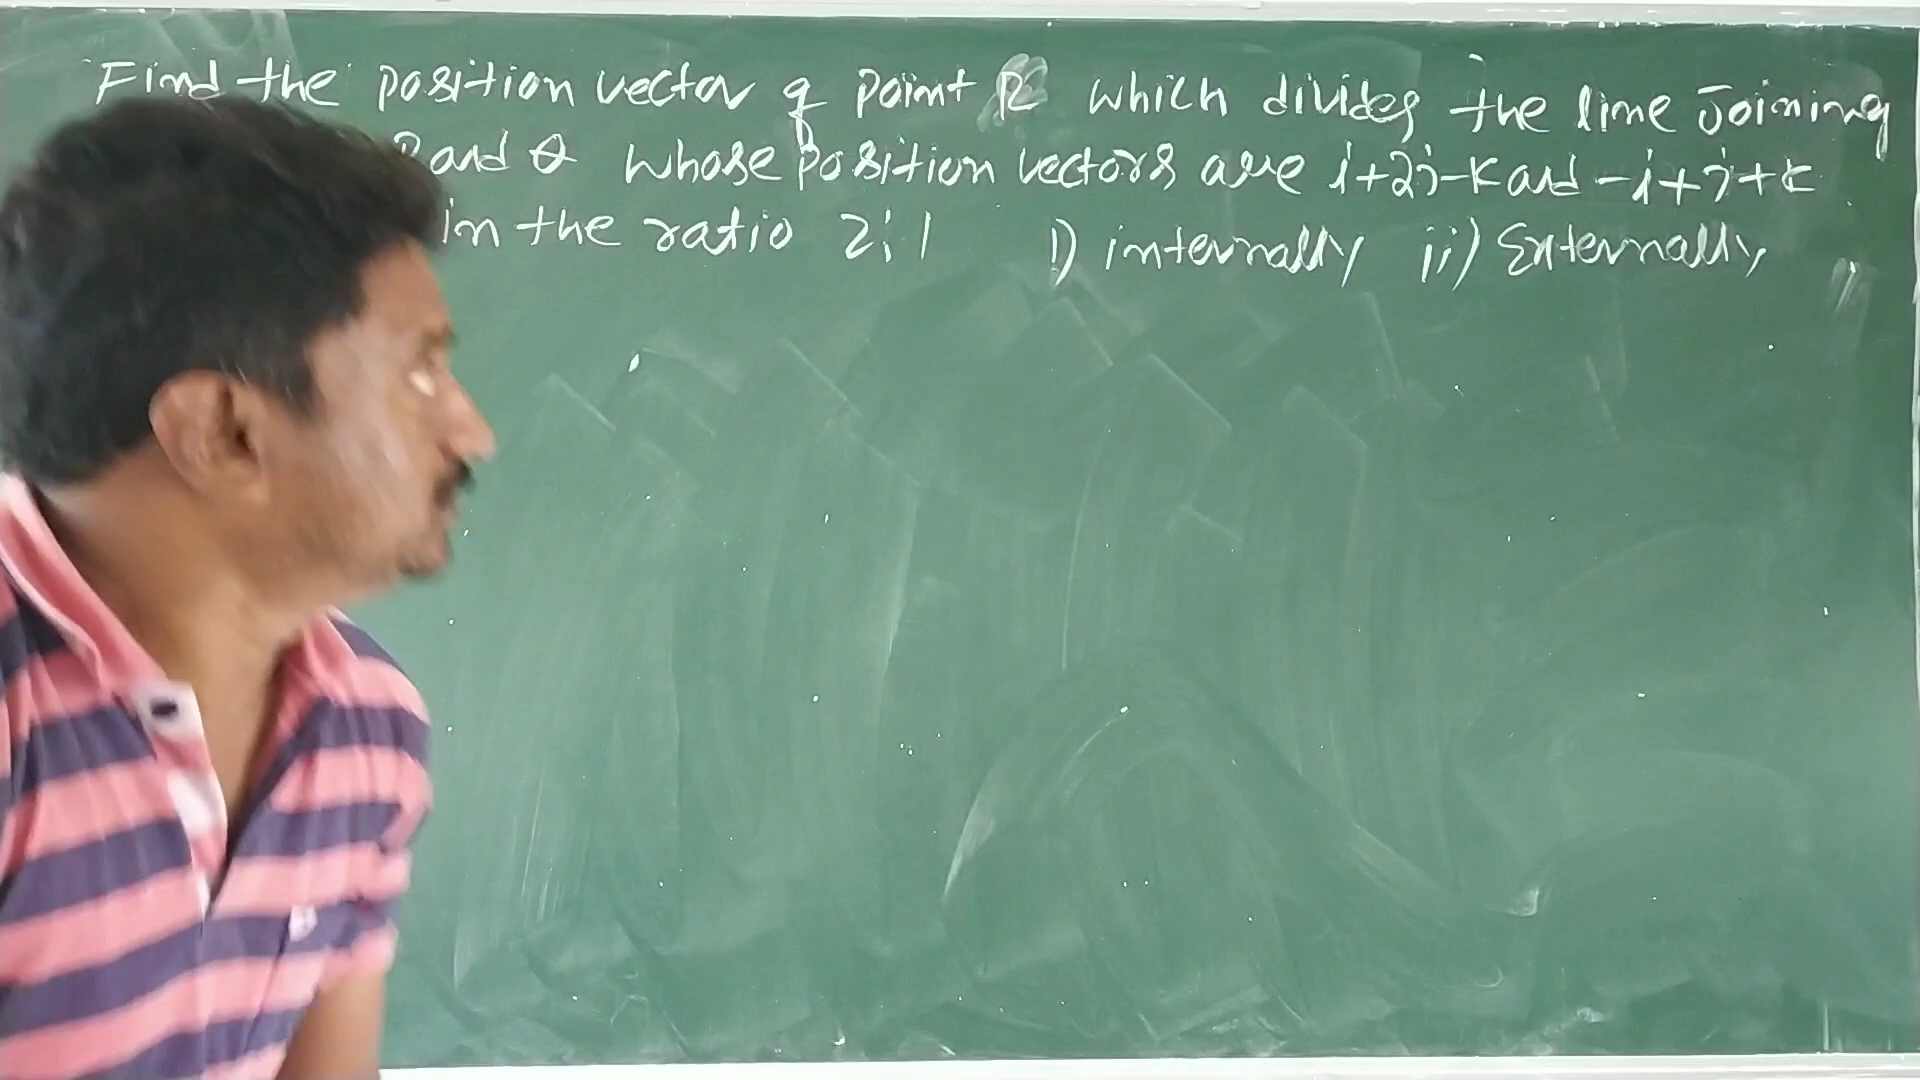 Find the position vector of point R which divides the line Joining
P and Q whose position vectors are i+2j-k and -i+j+k
in the ratio 2:1 i) internally ii) Externally